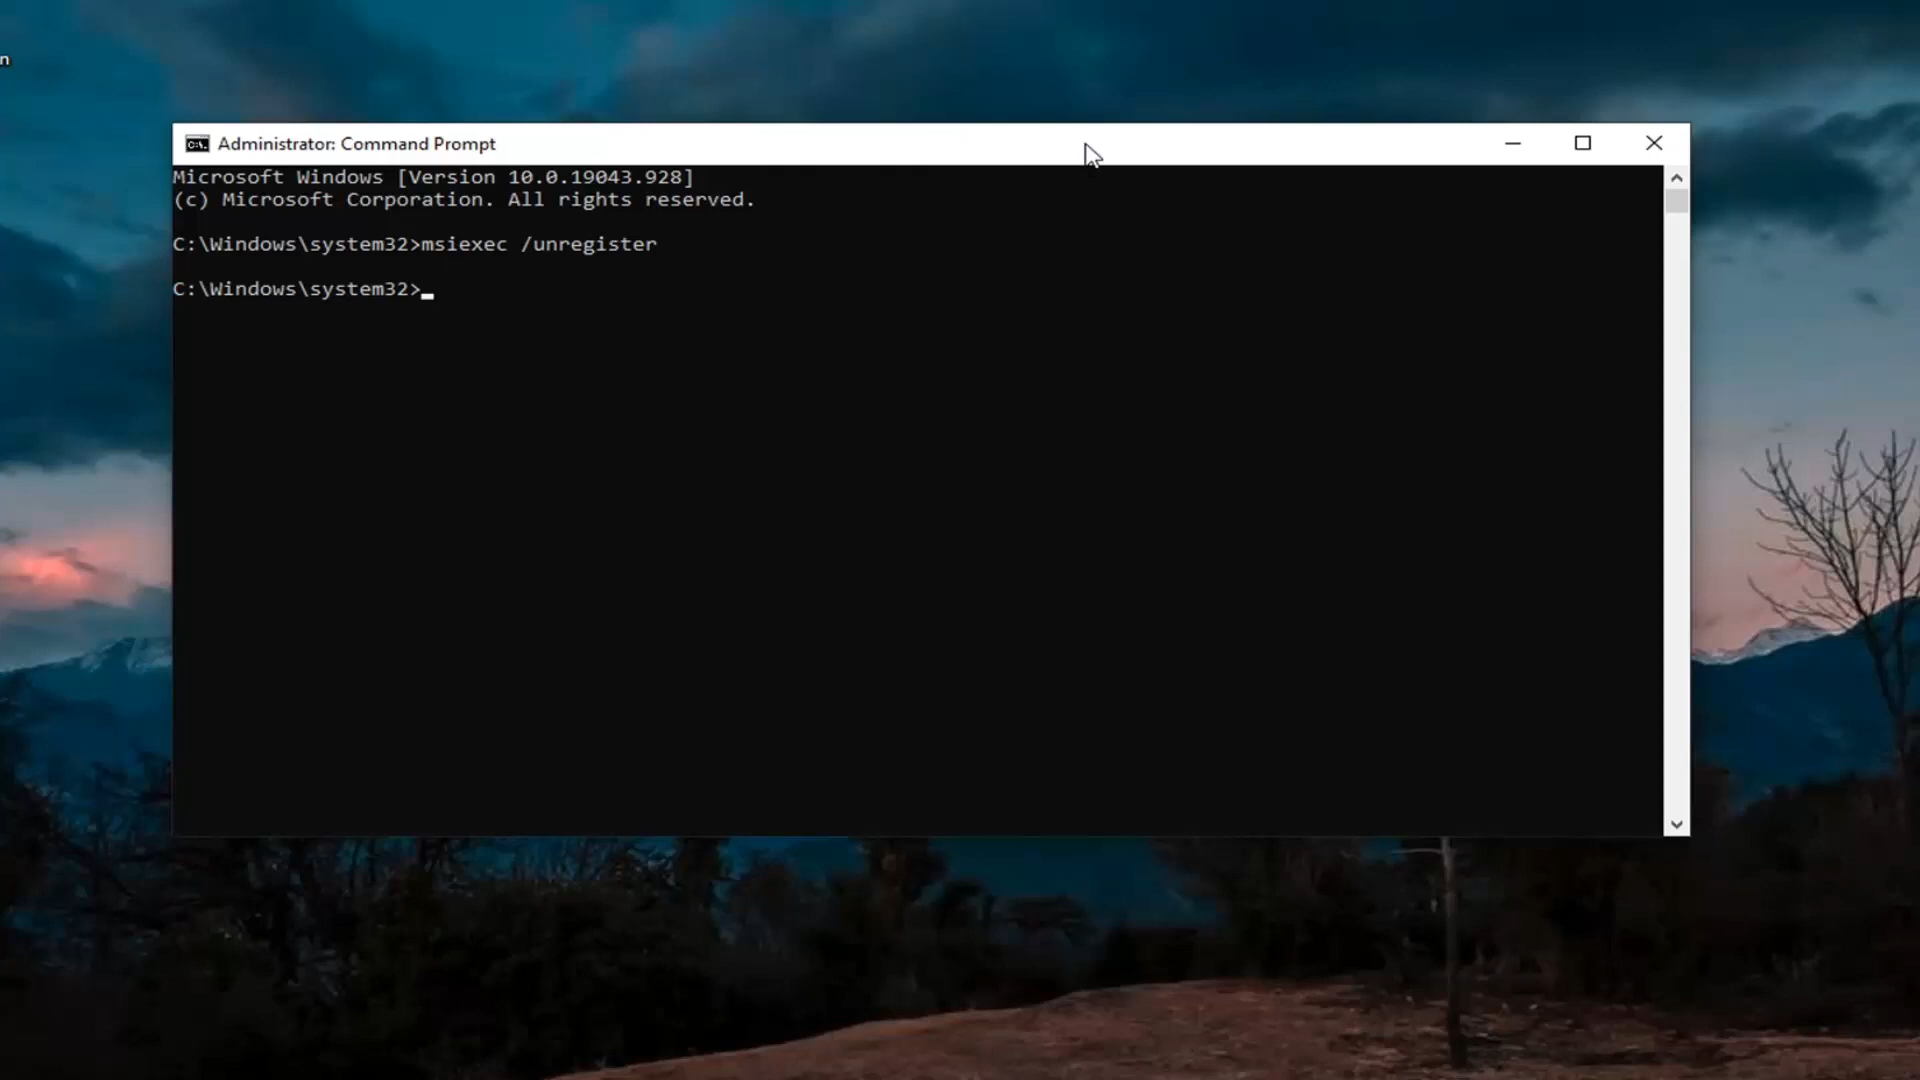 n
Administrator: Command Prompt
Microsoft Windows [Version 10.0.19043.928]
(c) Microsoft Corporation. All rights reserved.
C:\Windows\system32>msiexec /unregister
C:\Windows\system32>